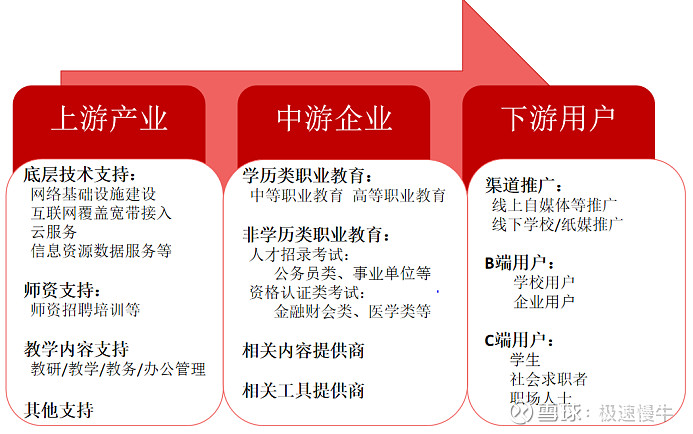 上游产业
底层技术支持：
网络基础设施建设
互联网覆盖宽带接入
云服务
信息资源数据服务等
师资支持：
师资招聘培训等
教学内容支持
教研/教学/教务/办公管理
其他支持
中游企业
学历类职业教育：
中等职业教育 高等职业教育
非学历类职业教育：
人才招录考试：
公务员类、事业单位等
资格认证类考试：
金融财会类、医学类等
相关内容提供商
相关工具提供商
下游用户
渠道推广：
线上自媒体等推广
线下学校/纸媒推广
B端用户：
学校用户
企业用户
C端用户：
学生
社会求职者
职场人士
雪球：极速慢牛